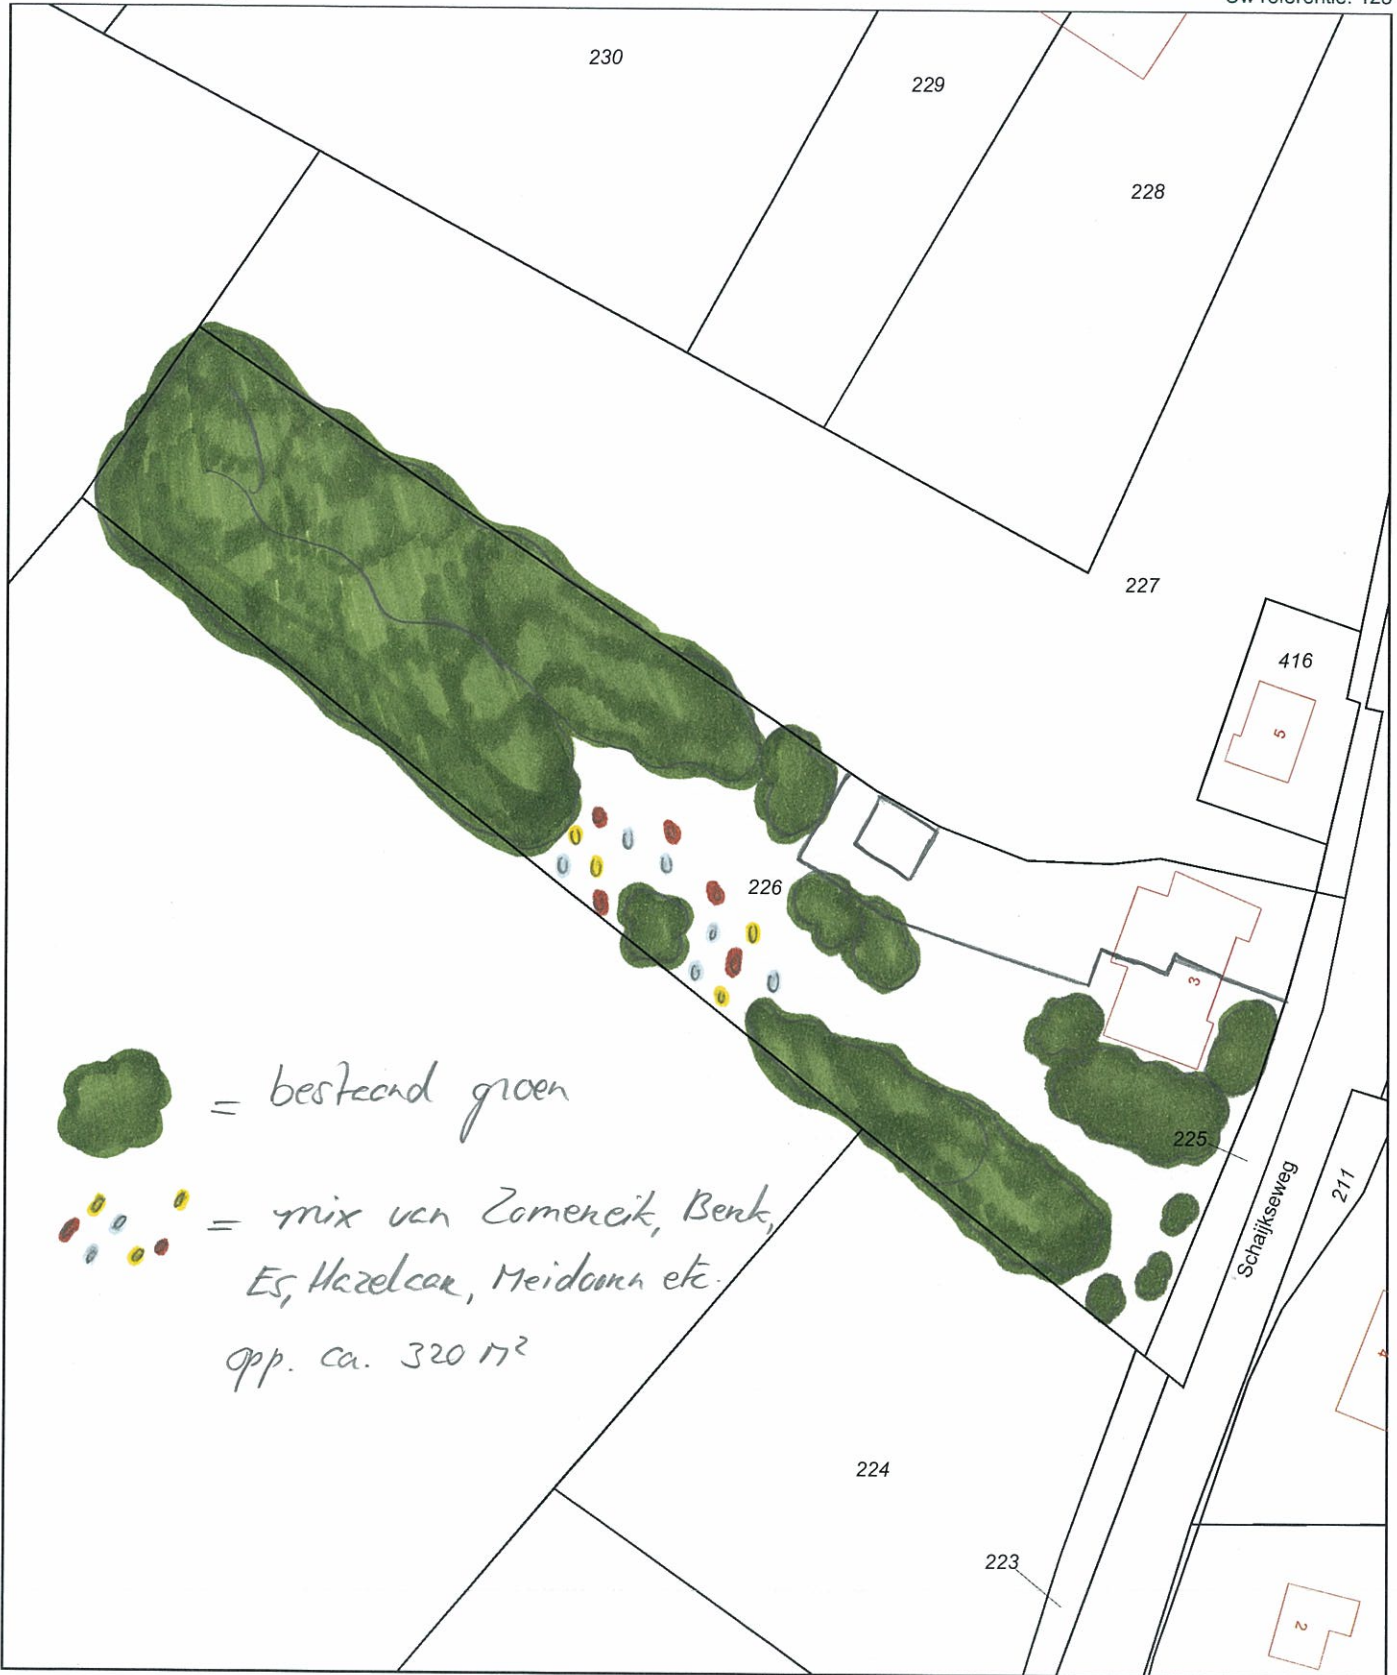 Uw referentie: 123
230
229
228
227
416
5
226
3
= bestaand groen
225
211
Schaijkseweg
= mix van Zomereik, Berk,
Es, Hazelaar, Meidoorn etc.
opp. ca. 320 M²
4
224
223
2